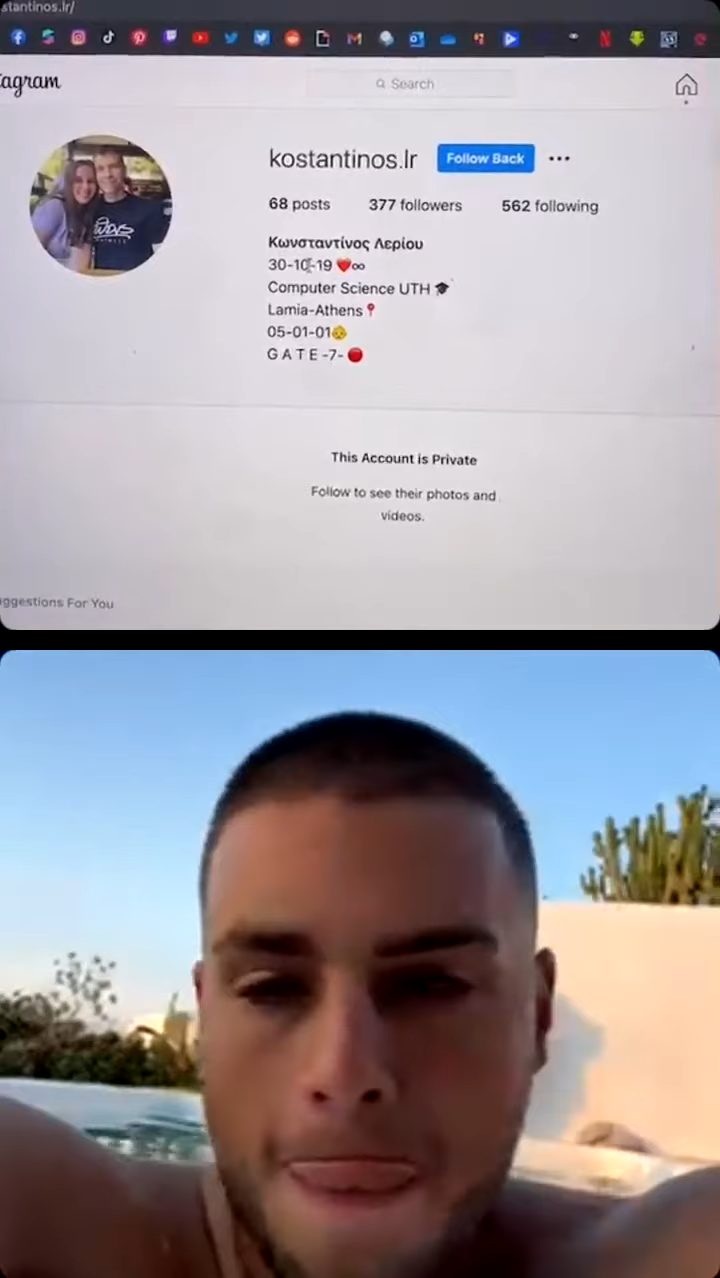 stantinos.lr/
tagram
Search
kostantinos.lr Follow Back
68 posts 377 followers 562 following
Κωνσταντίνος Λερίου
30-10-19 ❤️∞
Computer Science UTH 🎓
Lamia-Athens📍
05-01-01👶
G A T E -7- 🔴
This Account is Private
Follow to see their photos and
videos.
ggestions For You